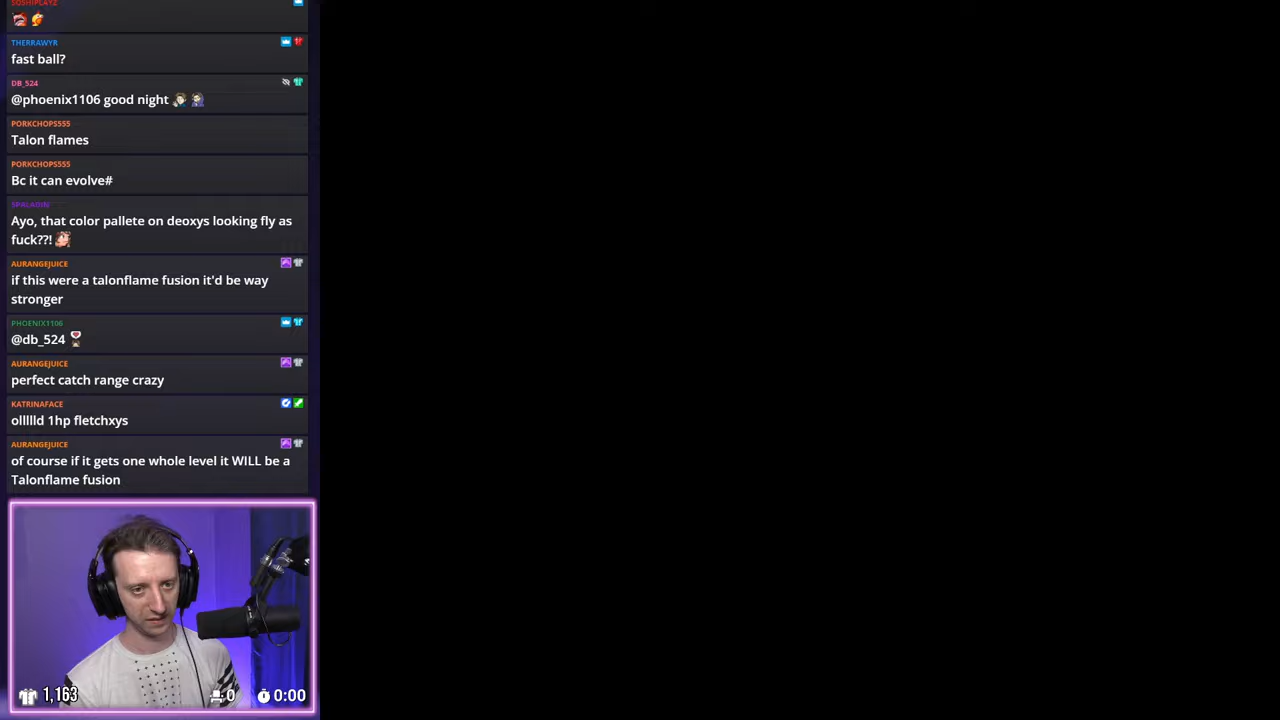 SOSHIPLAYZ
THERRAWYR
fast ball?
DB_524
@phoenix1106 good night
PORKCHOPS555
Talon flames
PORKCHOPS555
Bc it can evolve#
SPALADIN
Ayo, that color pallete on deoxys looking fly as
fuck??!
AURANGEJUICE
if this were a talonflame fusion it'd be way
stronger
PHOENIX1106
@db_524
AURANGEJUICE
perfect catch range crazy
KATRINAFACE
ollllld 1hp fletchxys
AURANGEJUICE
of course if it gets one whole level it WILL be a
Talonflame fusion
1,163 0 0:00